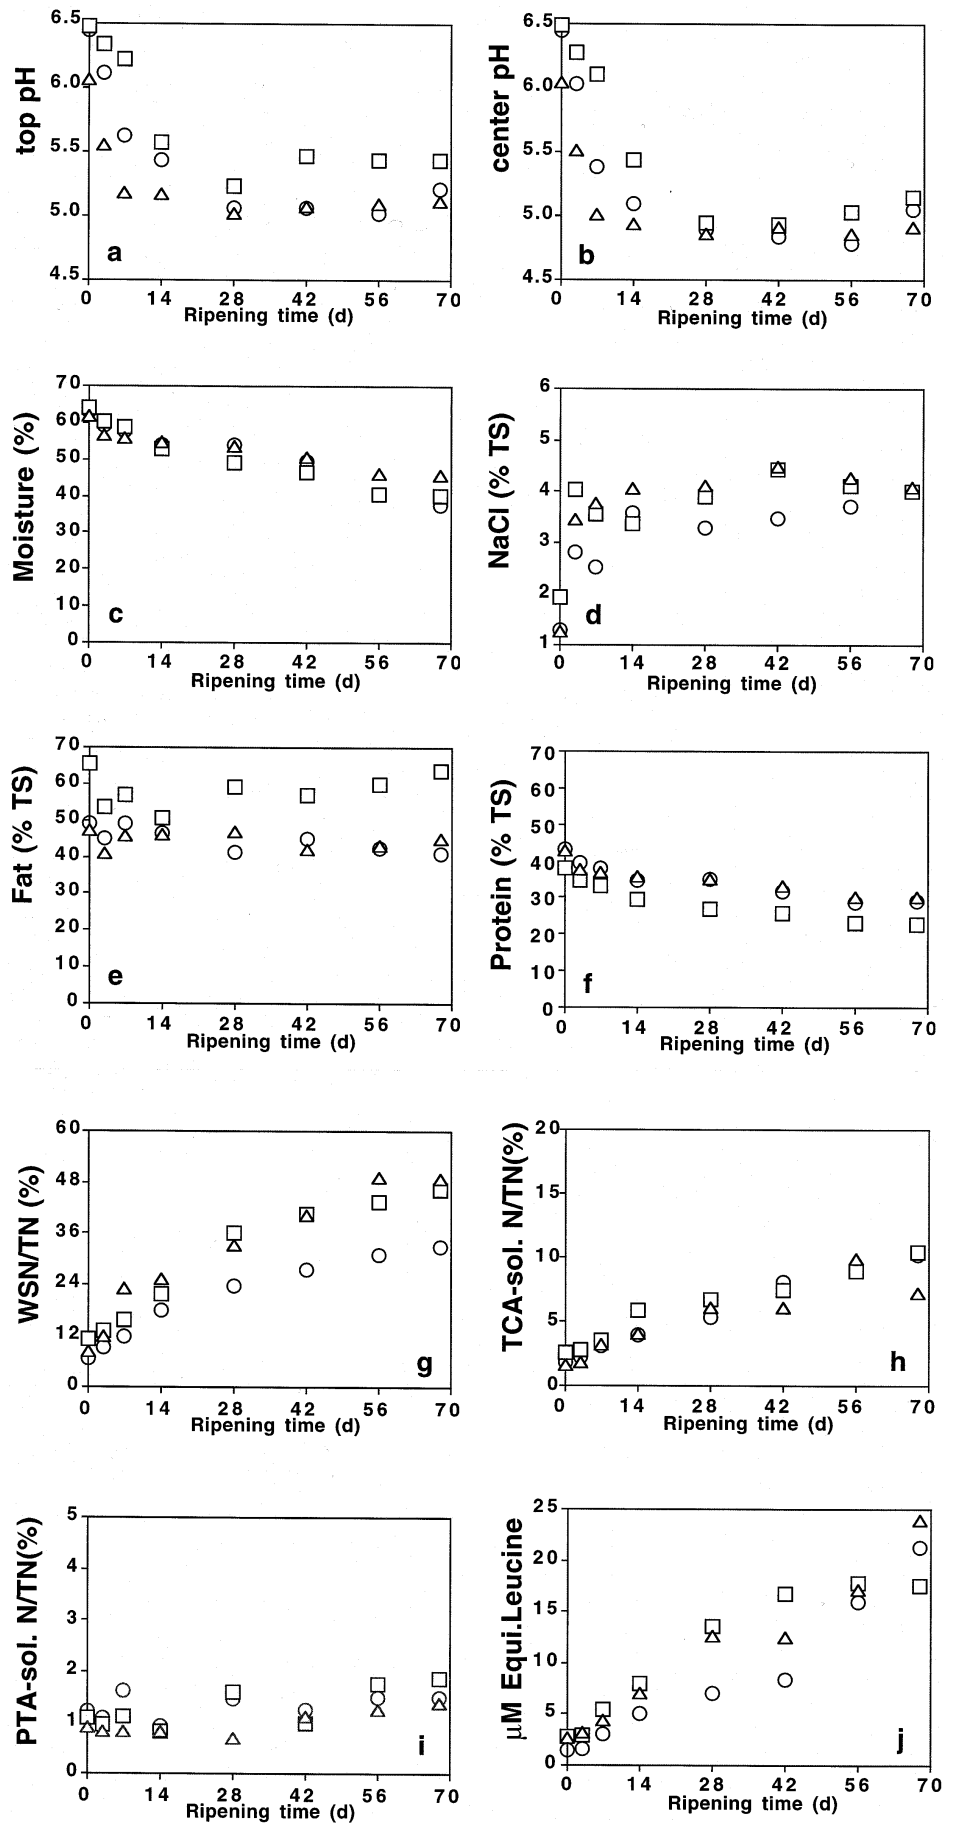 top pH
6.5
6.0
5.5
5.0
4.5
a
0 14 28 42 56 70
Ripening time (d)
center pH
6.5
6.0
5.5
5.0
4.5
b
0 14 28 42 56 70
Ripening time (d)
Moisture (%)
70
60
50
40
30
20
10
0
c
0 14 28 42 56 70
Ripening time (d)
NaCl (% TS)
6
5
4
3
2
1
d
0 14 28 42 56 70
Ripening time (d)
Fat (% TS)
70
60
50
40
30
20
10
0
e
0 14 28 42 56 70
Ripening time (d)
Protein (% TS)
70
60
50
40
30
20
10
0
f
0 14 28 42 56 70
Ripening time (d)
WSN/TN (%)
60
48
36
24
12
0
g
0 14 28 42 56 70
Ripening time (d)
TCA-sol. N/TN(%)
20
15
10
5
0
h
0 14 28 42 56 70
Ripening time (d)
PTA-sol. N/TN(%)
5
4
3
2
1
0
i
0 14 28 42 56 70
Ripening time (d)
µM Equi.Leucine
25
20
15
10
5
0
j
0 14 28 42 56 70
Ripening time (d)